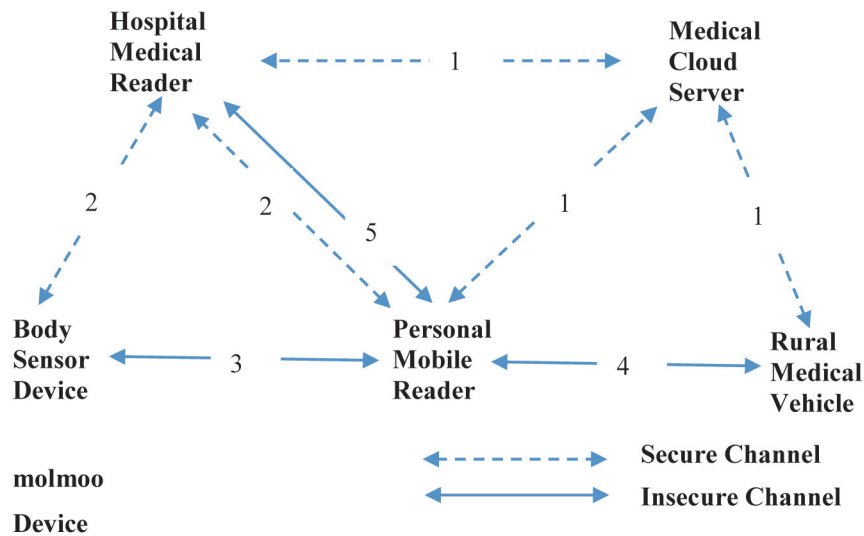 Hospital
Medical
Reader
1
Medical
Cloud
Server
2
2
5
1
1
Body
Sensor
Device
3
Personal
Mobile
Reader
4
Rural
Medical
Vehicle
molmoo
Device
Secure Channel
Insecure Channel